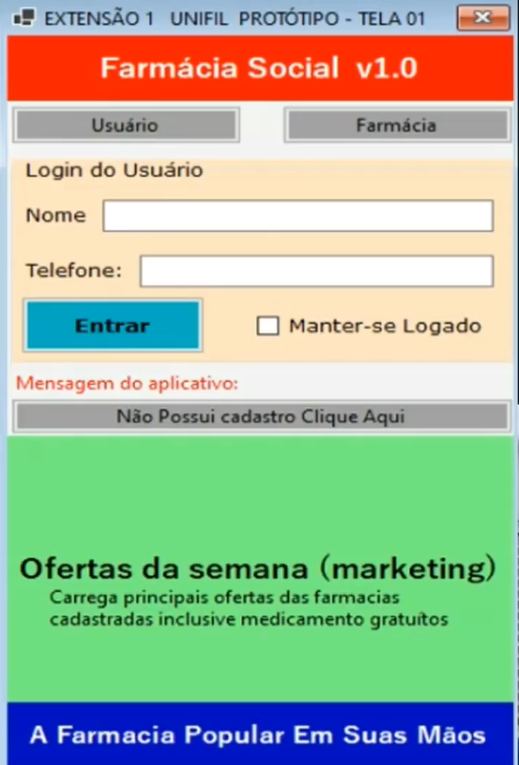 EXTENSÃO 1 UNIFIL PROTÓTIPO - TELA 01
Farmácia Social v1.0
Usuário Farmácia
Login do Usuário
Nome
Telefone:
Entrar Manter-se Logado
Mensagem do aplicativo:
Não Possui cadastro Clique Aqui
Ofertas da semana (marketing)
Carrega principais ofertas das farmacias
cadastradas inclusive medicamento gratuítos
A Farmacia Popular Em Suas Mãos